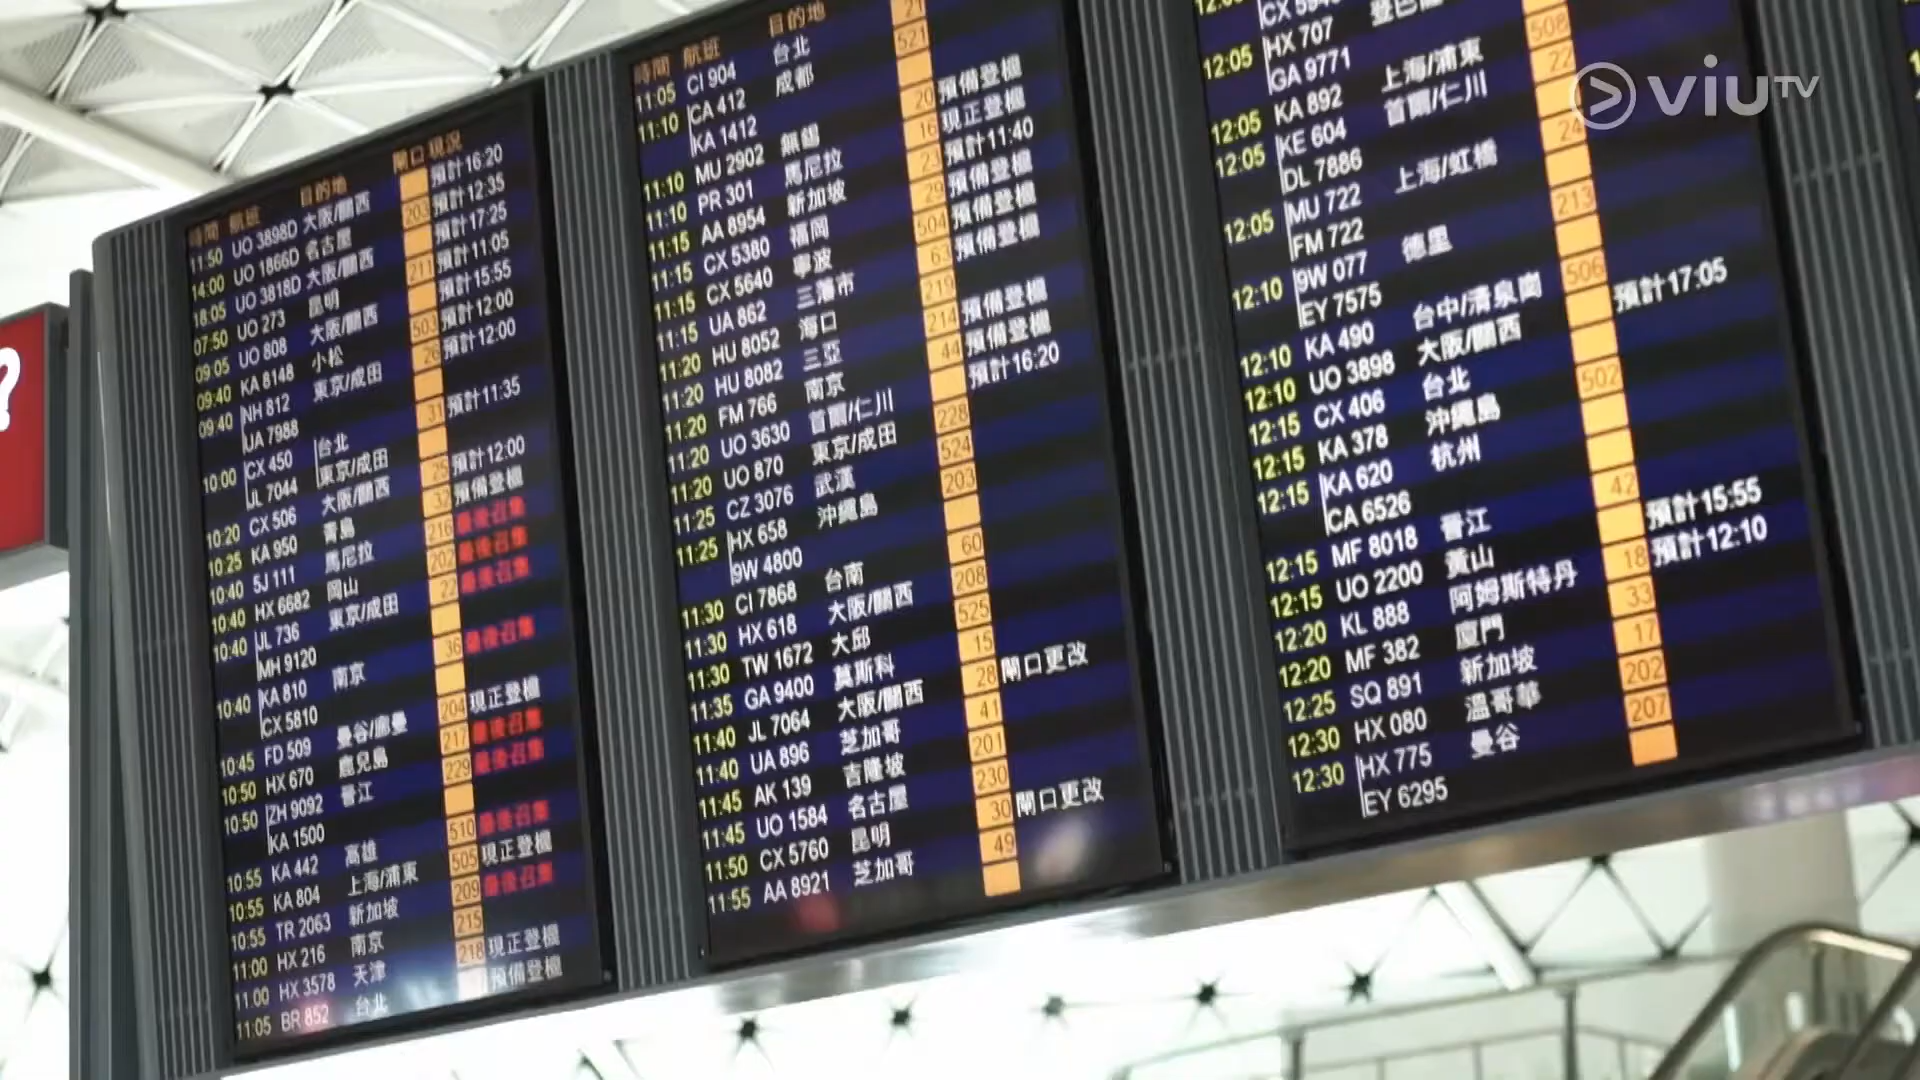 時間 航班 目的地 閘口 現況
11:50 UO 3898D 大阪/關西 預計16:20
14:00 UO 1866D 名古屋 203 預計12:35
18:05 UO 3818D 大阪/關西 預計17:25
07:50 UO 273 昆明 211 預計11:05
09:05 UO 808 大阪/關西 預計15:55
09:40 KA 8148 小松 503 預計12:00
09:40 NH 812 東京/成田 26 預計12:00
UA 7988
10:00 CX 450 台北 31 預計11:35
JL 7044 東京/成田
10:20 CX 506 大阪/關西 25 預計12:00
10:25 KA 950 青島 32 預備登機
10:40 5J 111 馬尼拉 216 最後召集
10:40 HX 6682 岡山 202 最後召集
10:40 JL 736 東京/成田 22 最後召集
MH 9120
10:40 KA 810 南京 36 最後召集
CX 5810
10:45 FD 509 曼谷/廊曼 204 現正登機
10:50 HX 670 鹿兒島 217 最後召集
10:50 ZH 9092 晉江 229 最後召集
KA 1500
10:55 KA 442 高雄 510 最後召集
10:55 KA 804 上海/浦東 505 現正登機
10:55 TR 2063 新加坡 209 最後召集
11:00 HX 216 南京 215
11:00 HX 3578 天津 218 現正登機
11:05 BR 852 台北 預備登機
時間 航班 目的地
11:05 CI 904 台北 21
11:10 CA 412 成都 521
KA 1412
11:10 MU 2902 無錫 20 預備登機
11:10 PR 301 馬尼拉 16 現正登機
11:15 AA 8954 新加坡 23 預計11:40
11:15 CX 5380 福岡 29 預備登機
11:15 CX 5640 寧波 504 預備登機
11:15 UA 862 三藩市 63 預備登機
11:20 HU 8052 海口 219
11:20 HU 8082 三亞 214 預備登機
11:20 FM 766 南京 44 預備登機
11:20 UO 3630 首爾/仁川 預計16:20
11:20 UO 870 東京/成田 228
11:25 CZ 3076 武漢 524
11:25 HX 658 沖繩島 203
9W 4800
11:30 CI 7868 台南 60
11:30 HX 618 大阪/關西 208
11:30 TW 1672 大邱 525
11:35 GA 9400 莫斯科 15
11:40 JL 7064 大阪/關西 28 閘口更改
11:40 UA 896 芝加哥 41
11:45 AK 139 吉隆坡 201
11:45 UO 1584 名古屋 230
11:50 CX 5760 昆明 30 閘口更改
11:55 AA 8921 芝加哥 49
12:05 HX 707
GA 9771
12:05 KA 892 上海/浦東 508
12:05 KE 604 首爾/仁川 22
DL 7886
12:05 MU 722 上海/虹橋 24
FM 722
12:10 9W 077 德里 213
EY 7575
12:10 KA 490 台中/清泉崗 506
12:10 UO 3898 大阪/關西 預計17:05
12:15 CX 406 台北
12:15 KA 378 沖繩島 502
12:15 KA 620 杭州
CA 6526
12:15 MF 8018 晉江 42
12:15 UO 2200 黃山 預計15:55
12:20 KL 888 阿姆斯特丹 18 預計12:10
12:20 MF 382 廈門 33
12:25 SQ 891 新加坡 17
12:30 HX 080 溫哥華 202
12:30 HX 775 曼谷 207
EY 6295
viuTV
?